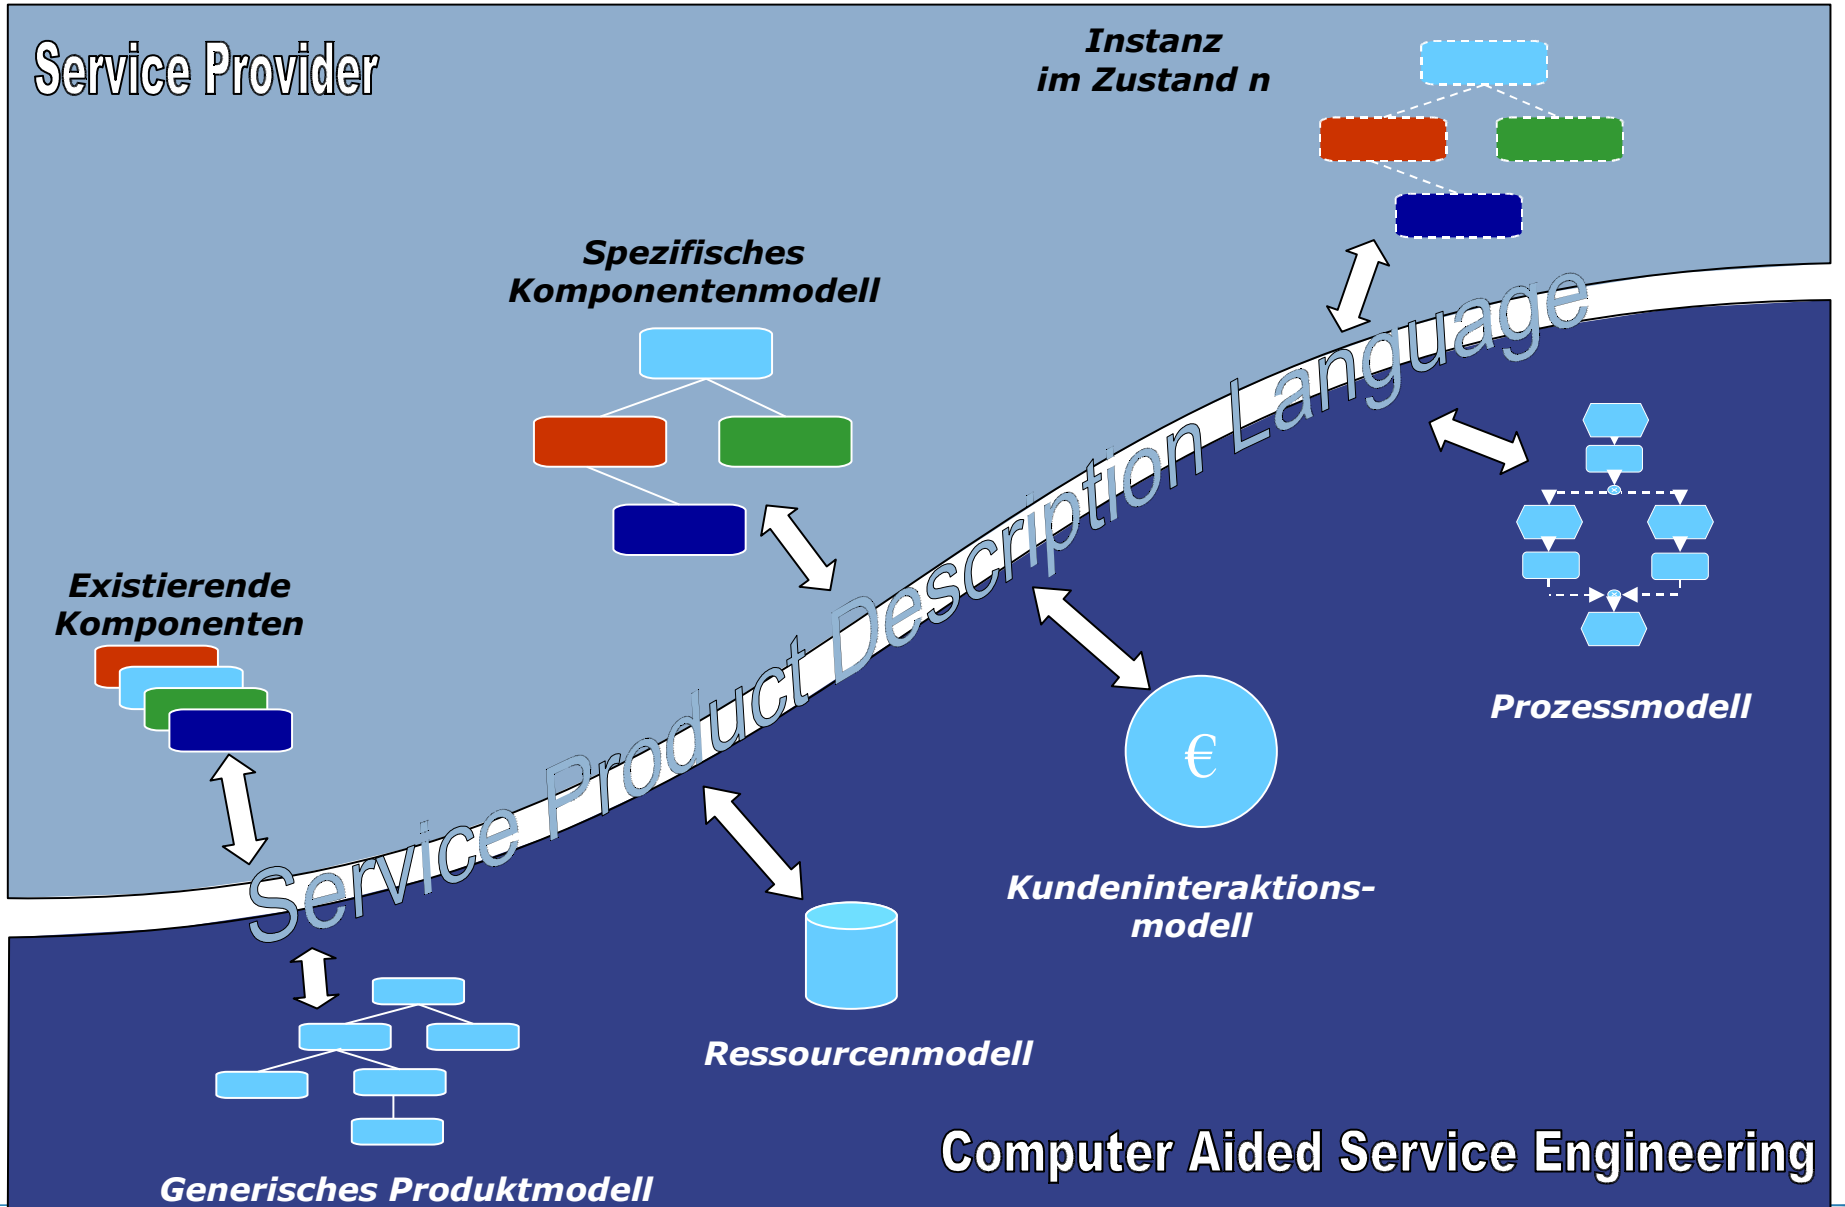 Service Provider
Instanz
im Zustand n
Spezifisches
Komponentenmodell
Existierende
Komponenten
Service Product Description Language
Prozessmodell
€
Kundeninteraktions-
modell
Ressourcenmodell
Computer Aided Service Engineering
Generisches Produktmodell